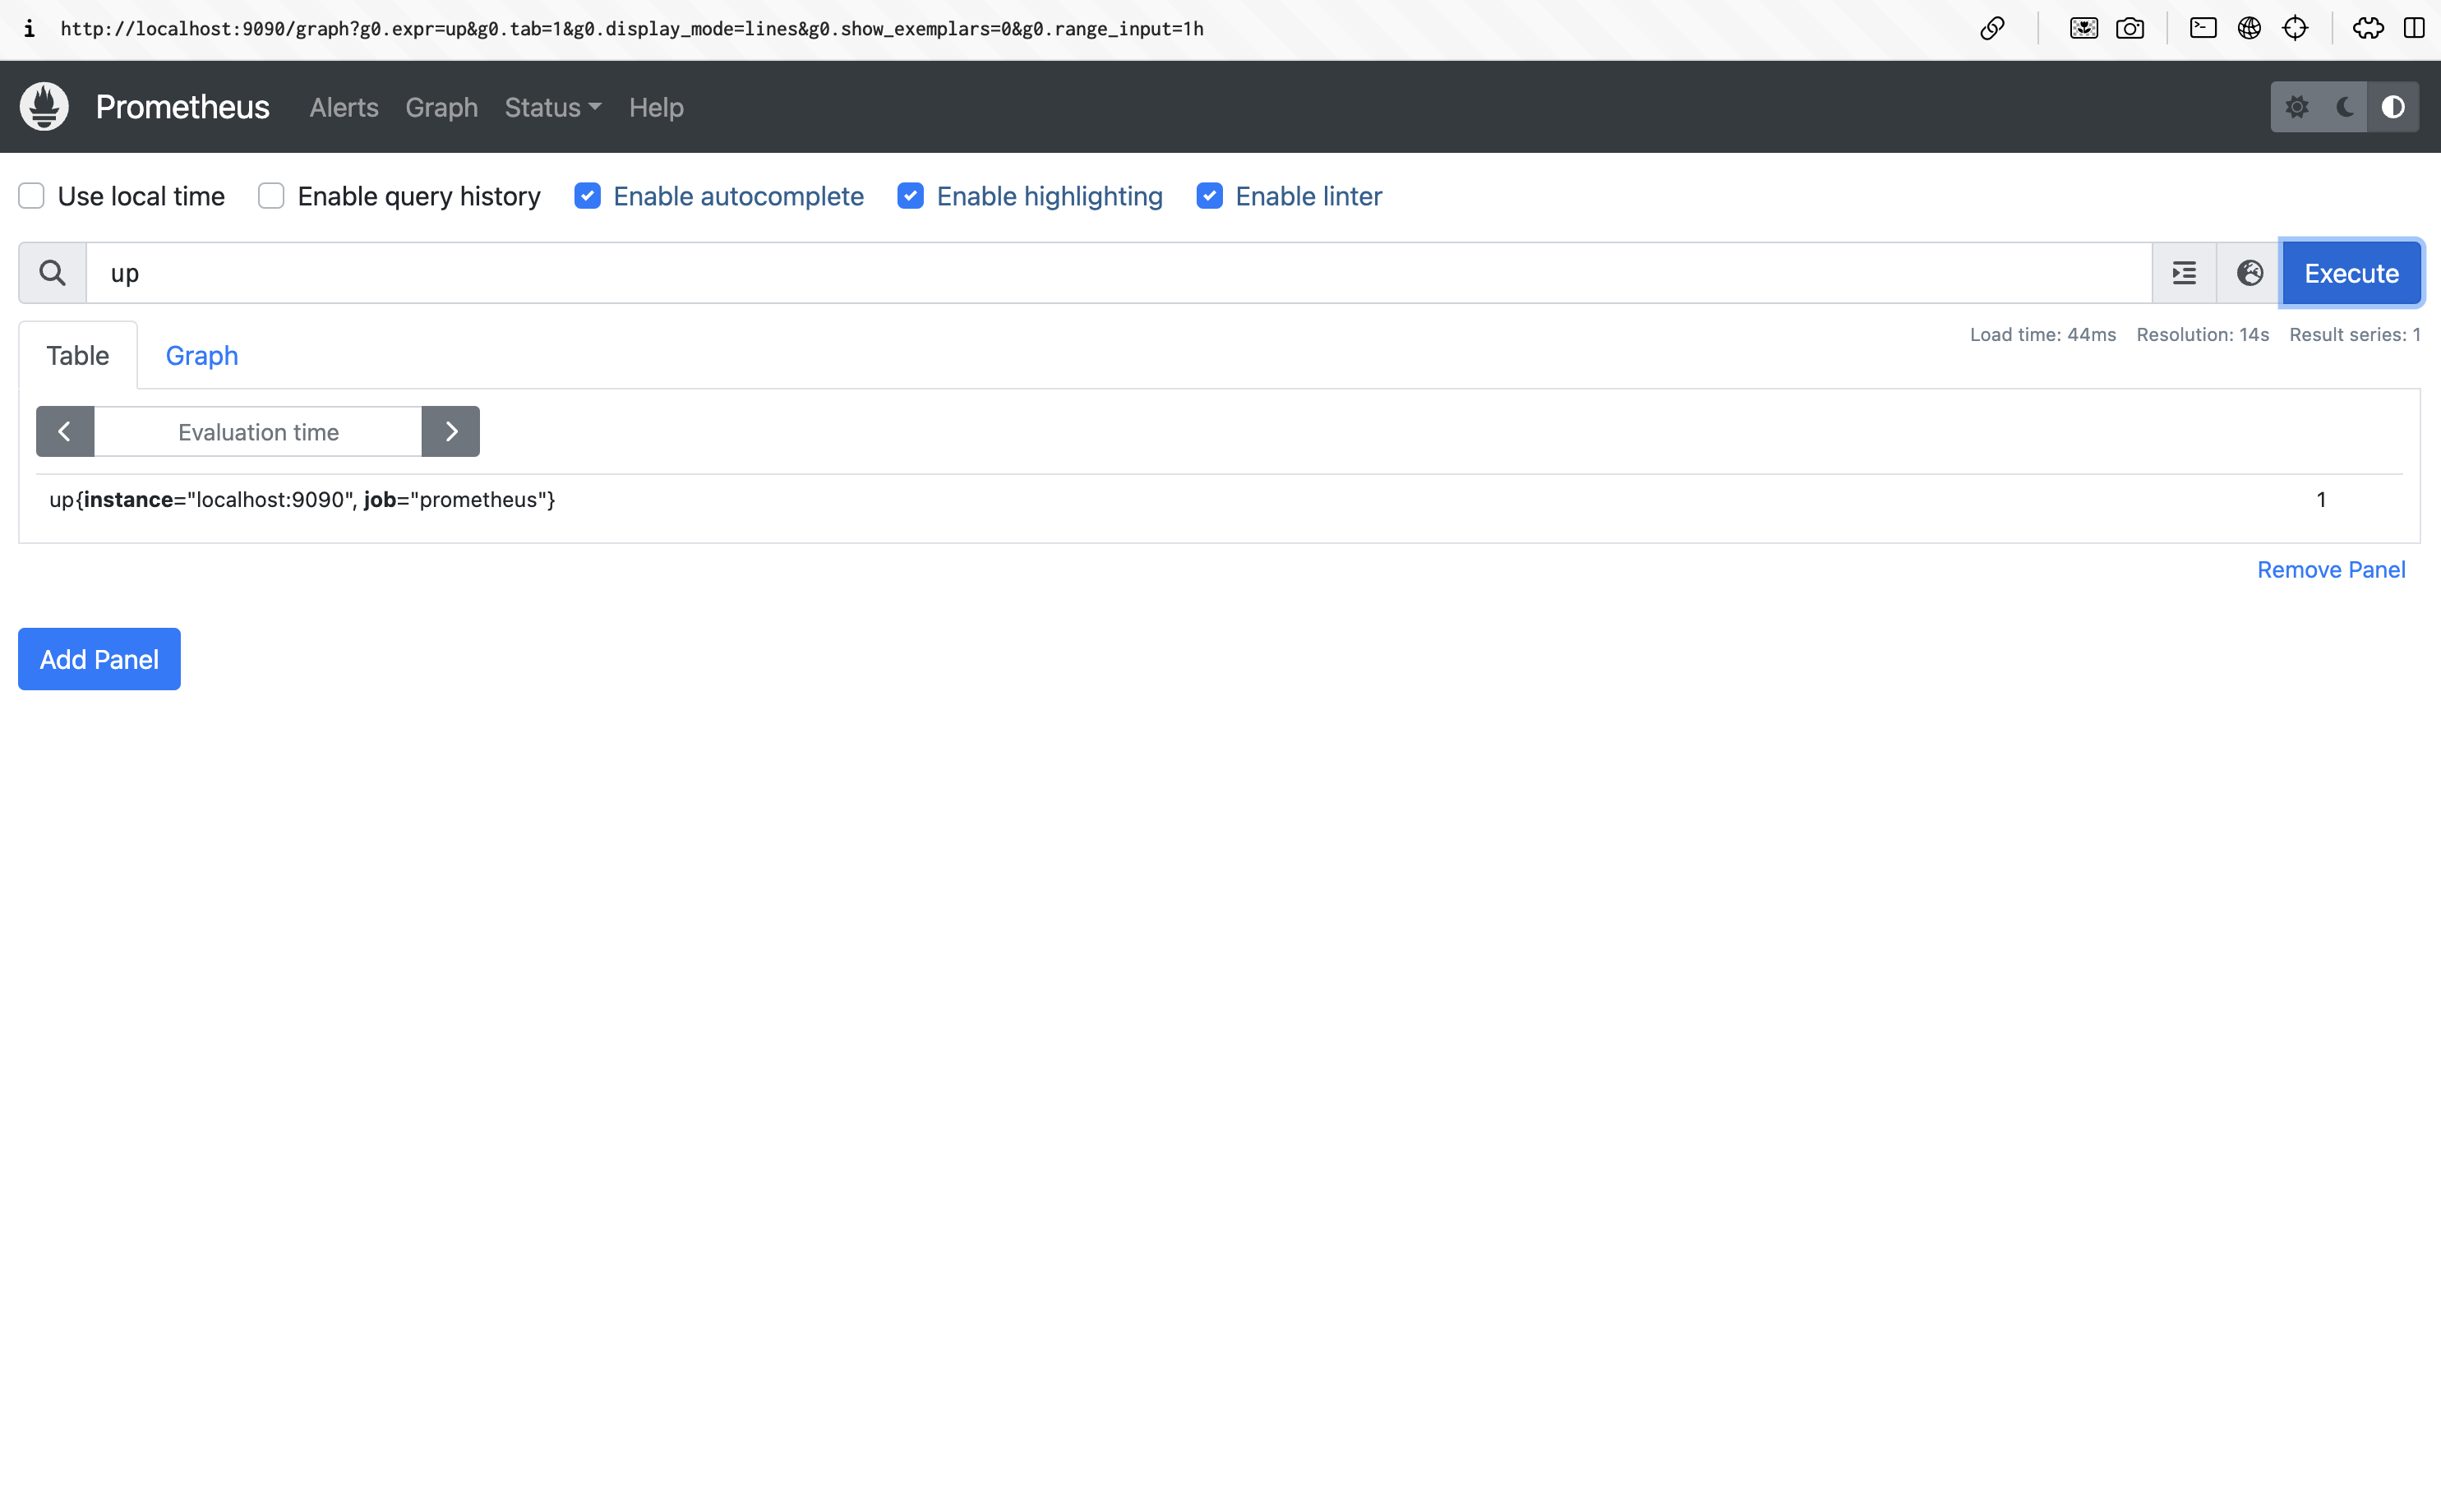 http://localhost:9090/graph?g0.expr=up&g0.tab=1&g0.display_mode=lines&g0.show_exemplars=0&g0.range_input=1h
Prometheus Alerts Graph Status Help
Use local time Enable query history Enable autocomplete Enable highlighting Enable linter
up Execute
Table Graph Load time: 44ms Resolution: 14s Result series: 1
Evaluation time
up{instance="localhost:9090", job="prometheus"} 1
Remove Panel
Add Panel